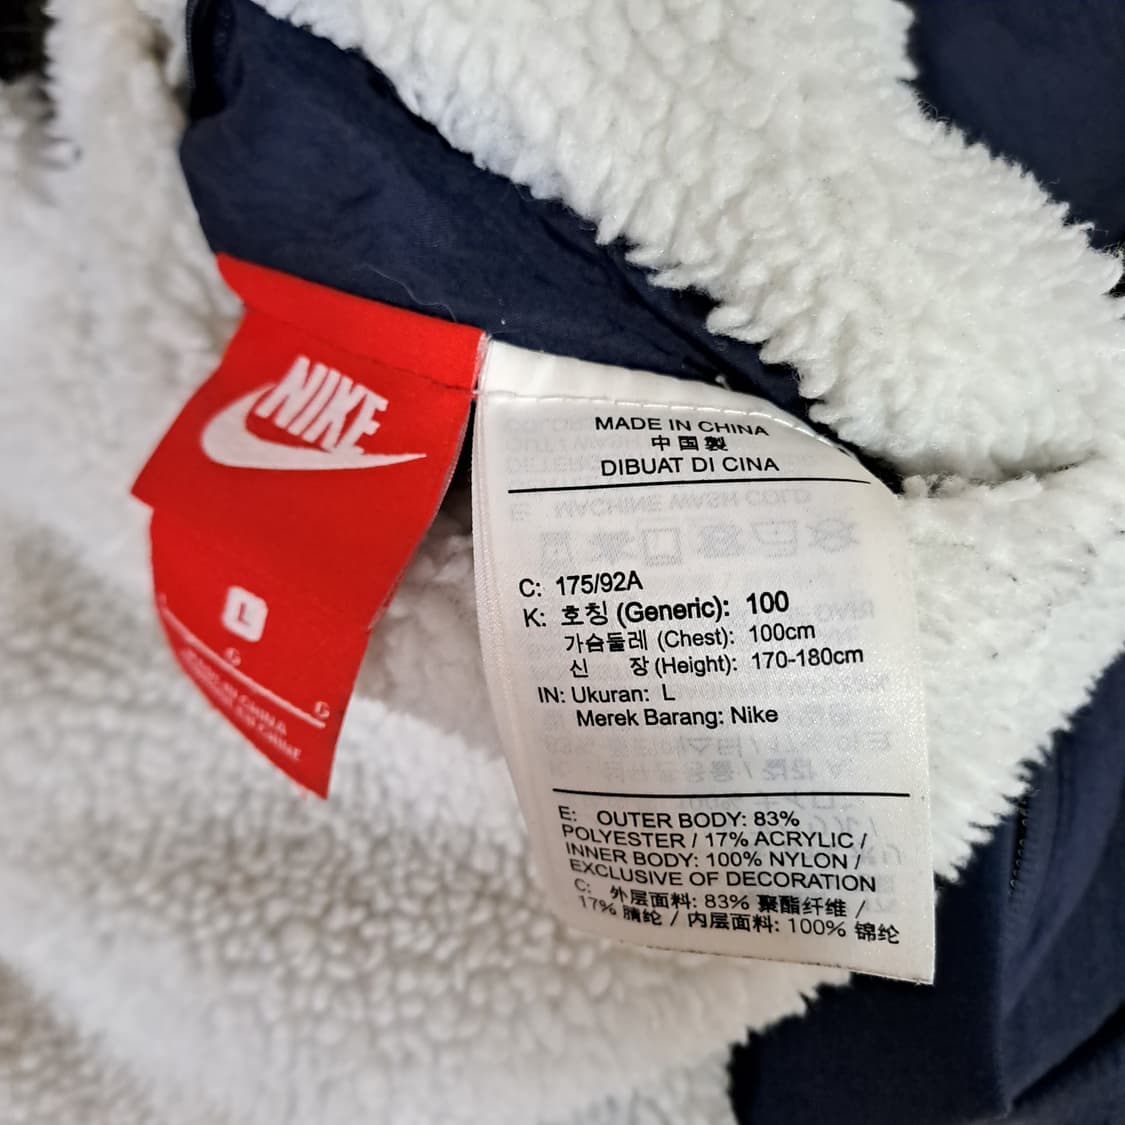 NIKE
L
MADE IN CHINA
中国製
DIBUAT DI CINA
MACHINE WASH COLD
C: 175/92A
K: 호칭 (Generic): 100
가슴둘레 (Chest): 100cm
신 장 (Height): 170-180cm
IN: Ukuran: L
Merek Barang: Nike
E: OUTER BODY: 83%
POLYESTER / 17% ACRYLIC /
INNER BODY: 100% NYLON /
EXCLUSIVE OF DECORATION
C: 外层面料: 83% 聚酯纤维 /
17% 腈纶 / 内层面料: 100% 锦纶